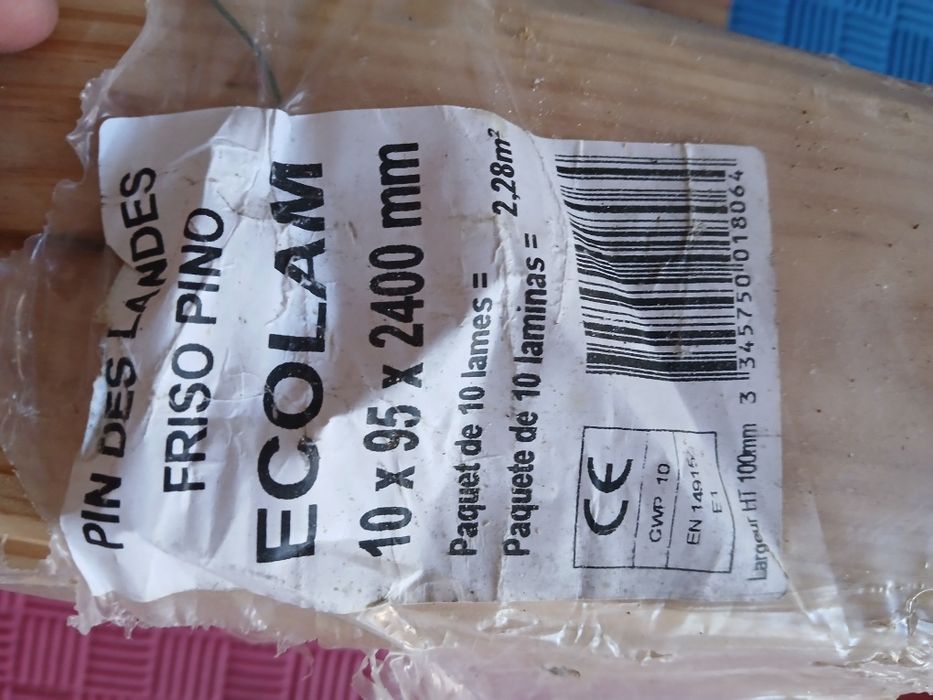 PIN DES LANDES
FRISO PINO
ECOLAM
10 x 95 x 2400 mm
Paquet de 10 lames =
Paquete de 10 laminas = 2,28m²
CE
GWP 10
EN 14915
E1
3 345750 018064
Largeur HT 100mm